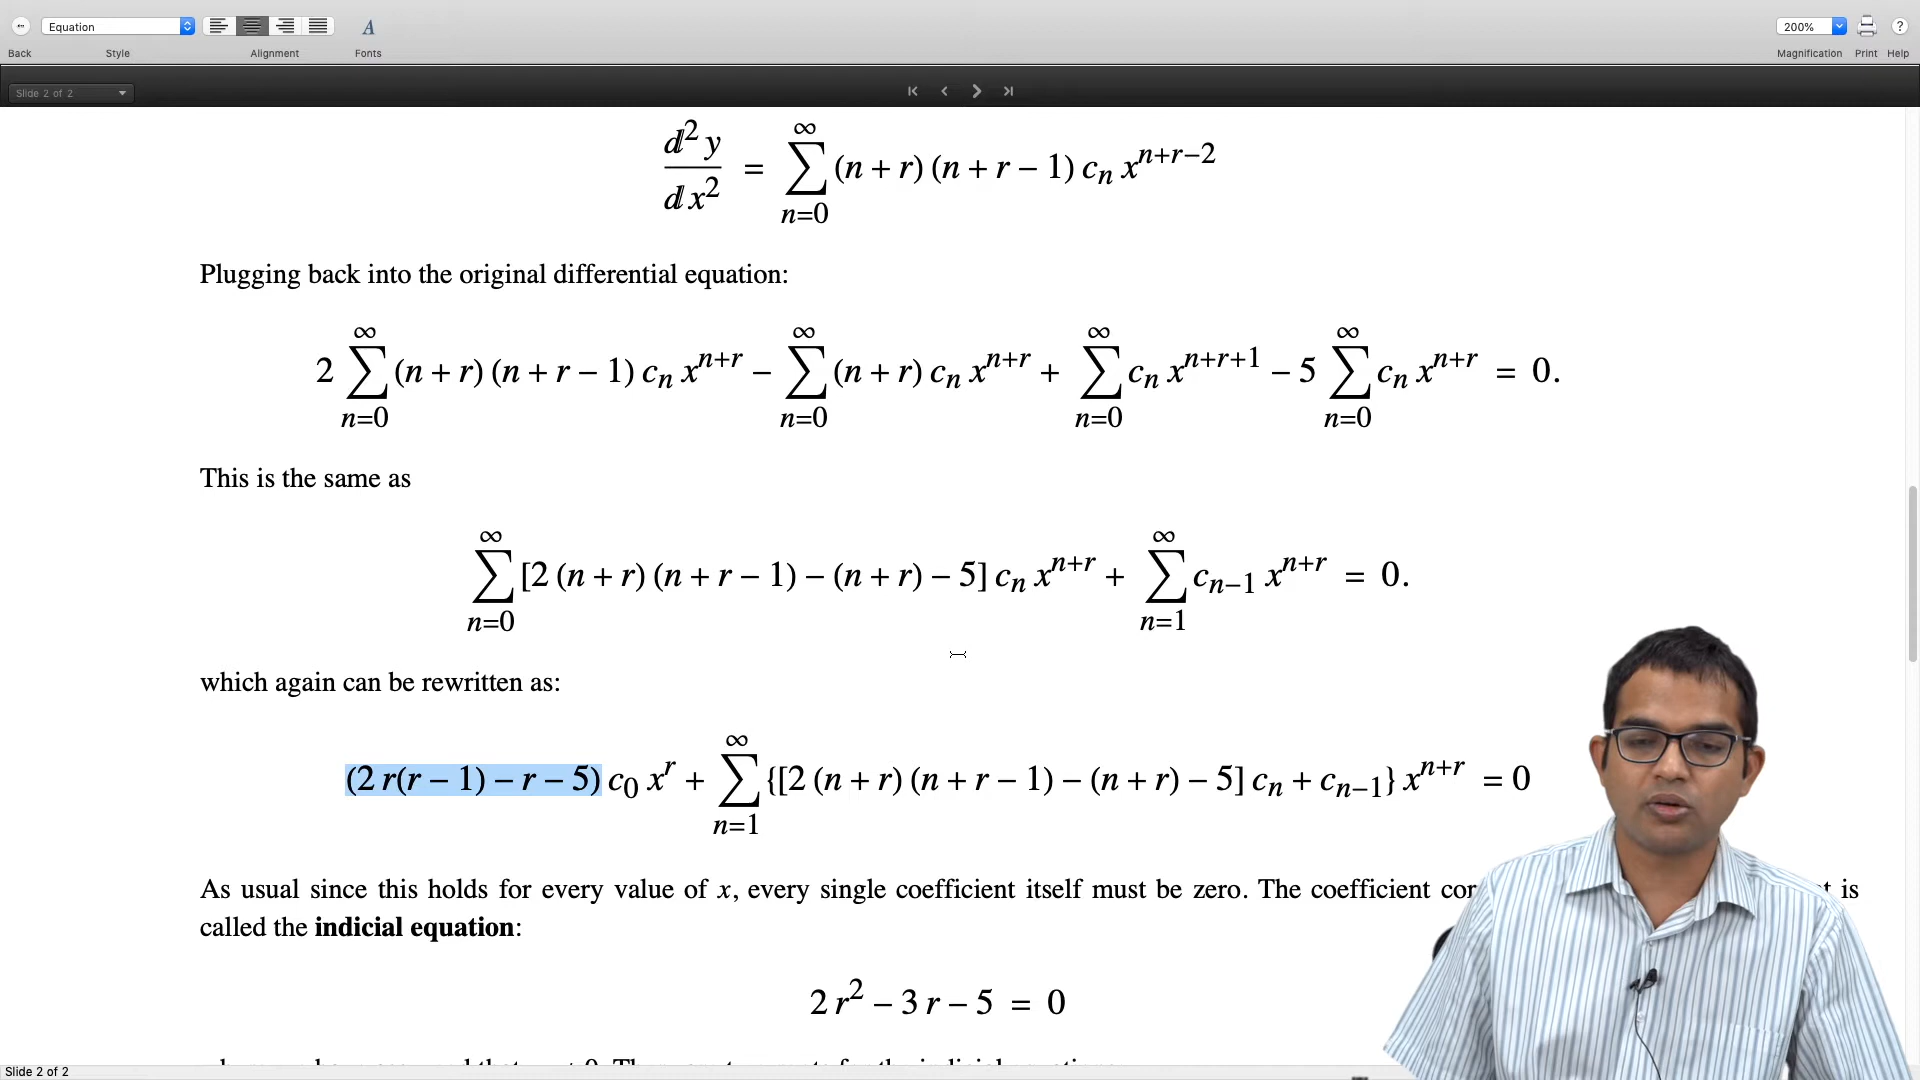 Equation
200%
Back Style Alignment Fonts Magnification Print Help
Slide 2 of 2
d²y/dx² = ∑_{n=0}^{∞} (n + r) (n + r − 1) c_n x^{n+r−2}
Plugging back into the original differential equation:
2 ∑_{n=0}^{∞} (n + r) (n + r − 1) c_n x^{n+r} − ∑_{n=0}^{∞} (n + r) c_n x^{n+r} + ∑_{n=0}^{∞} c_n x^{n+r+1} − 5 ∑_{n=0}^{∞} c_n x^{n+r} = 0.
This is the same as
∑_{n=0}^{∞} [2 (n + r) (n + r − 1) − (n + r) − 5] c_n x^{n+r} + ∑_{n=1}^{∞} c_{n−1} x^{n+r} = 0.
which again can be rewritten as:
(2 r(r − 1) − r − 5) c_0 x^r + ∑_{n=1}^{∞} {[2 (n + r) (n + r − 1) − (n + r) − 5] c_n + c_{n−1}} x^{n+r} = 0
As usual since this holds for every value of x, every single coefficient itself must be zero. The coefficient cor is
called the indicial equation:
2 r² − 3 r − 5 = 0
Slide 2 of 2